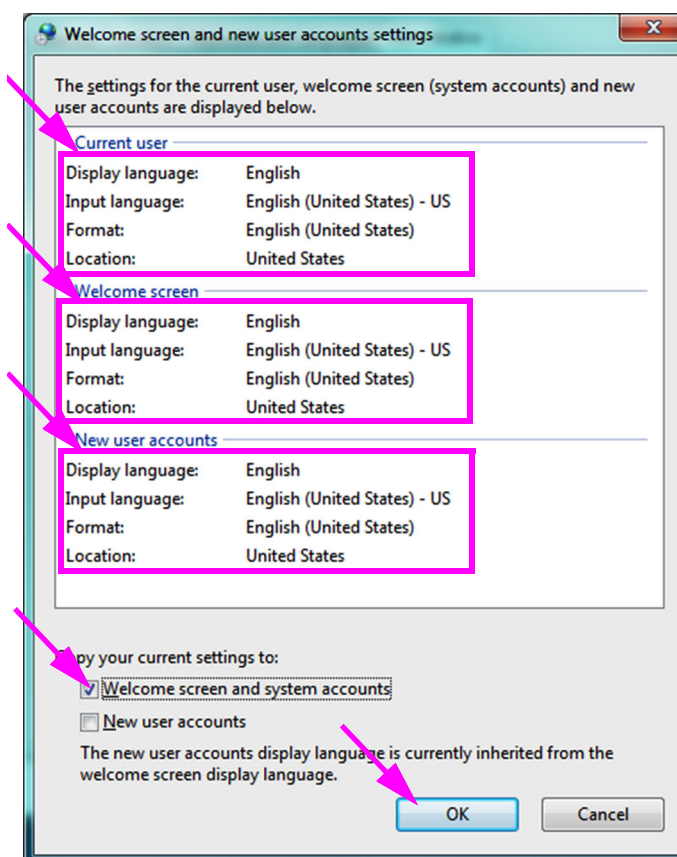 Welcome screen and new user accounts settings
The settings for the current user, welcome screen (system accounts) and new
user accounts are displayed below.
Current user
Display language: English
Input language: English (United States) - US
Format: English (United States)
Location: United States
Welcome screen
Display language: English
Input language: English (United States) - US
Format: English (United States)
Location: United States
New user accounts
Display language: English
Input language: English (United States) - US
Format: English (United States)
Location: United States
Copy your current settings to:
Welcome screen and system accounts
New user accounts
The new user accounts display language is currently inherited from the
welcome screen display language.
OK Cancel